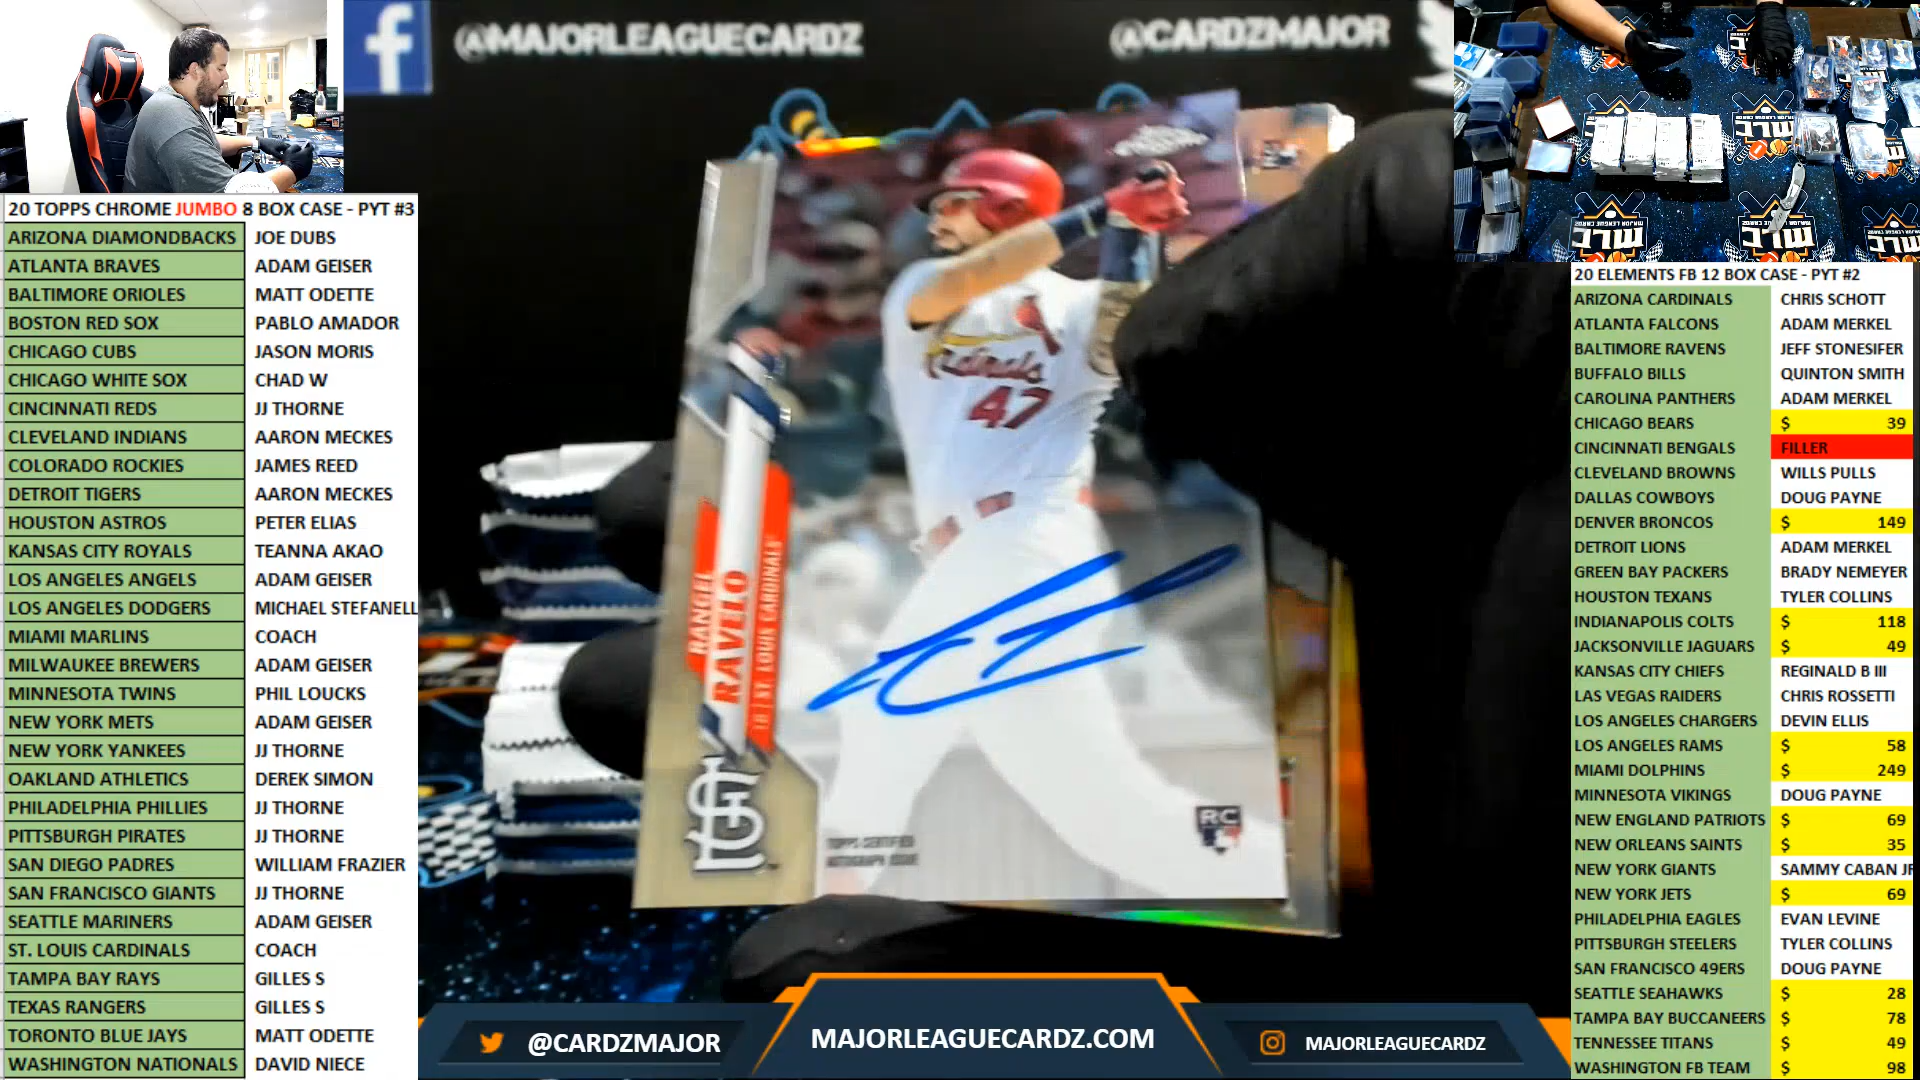 @MAJORLEAGUECARDZ
@CARDZMAJOR
20 TOPPS CHROME JUMBO 8 BOX CASE - PYT #3
ARIZONA DIAMONDBACKS JOE DUBS
ATLANTA BRAVES ADAM GEISER
BALTIMORE ORIOLES MATT ODETTE
BOSTON RED SOX PABLO AMADOR
CHICAGO CUBS JASON MORIS
CHICAGO WHITE SOX CHAD W
CINCINNATI REDS JJ THORNE
CLEVELAND INDIANS AARON MECKES
COLORADO ROCKIES JAMES REED
DETROIT TIGERS AARON MECKES
HOUSTON ASTROS PETER ELIAS
KANSAS CITY ROYALS TEANNA AKAO
LOS ANGELES ANGELS ADAM GEISER
LOS ANGELES DODGERS MICHAEL STEFANELL
MIAMI MARLINS COACH
MILWAUKEE BREWERS ADAM GEISER
MINNESOTA TWINS PHIL LOUCKS
NEW YORK METS ADAM GEISER
NEW YORK YANKEES JJ THORNE
OAKLAND ATHLETICS DEREK SIMON
PHILADELPHIA PHILLIES JJ THORNE
PITTSBURGH PIRATES JJ THORNE
SAN DIEGO PADRES WILLIAM FRAZIER
SAN FRANCISCO GIANTS JJ THORNE
SEATTLE MARINERS ADAM GEISER
ST. LOUIS CARDINALS COACH
TAMPA BAY RAYS GILLES S
TEXAS RANGERS GILLES S
TORONTO BLUE JAYS MATT ODETTE
WASHINGTON NATIONALS DAVID NIECE
Cardinals
47
RANGEL
RAVELO
1B | ST. LOUIS CARDINALS
STL
TOPPS CERTIFIED
AUTOGRAPH ISSUE
RC
20 ELEMENTS FB 12 BOX CASE - PYT #2
ARIZONA CARDINALS CHRIS SCHOTT
ATLANTA FALCONS ADAM MERKEL
BALTIMORE RAVENS JEFF STONESIFER
BUFFALO BILLS QUINTON SMITH
CAROLINA PANTHERS ADAM MERKEL
CHICAGO BEARS $ 39
CINCINNATI BENGALS FILLER
CLEVELAND BROWNS WILLS PULLS
DALLAS COWBOYS DOUG PAYNE
DENVER BRONCOS $ 149
DETROIT LIONS ADAM MERKEL
GREEN BAY PACKERS BRADY NEMEYER
HOUSTON TEXANS TYLER COLLINS
INDIANAPOLIS COLTS $ 118
JACKSONVILLE JAGUARS $ 49
KANSAS CITY CHIEFS REGINALD B III
LAS VEGAS RAIDERS CHRIS ROSSETTI
LOS ANGELES CHARGERS DEVIN ELLIS
LOS ANGELES RAMS $ 58
MIAMI DOLPHINS $ 249
MINNESOTA VIKINGS DOUG PAYNE
NEW ENGLAND PATRIOTS $ 69
NEW ORLEANS SAINTS $ 35
NEW YORK GIANTS SAMMY CABAN JR
NEW YORK JETS $ 69
PHILADELPHIA EAGLES EVAN LEVINE
PITTSBURGH STEELERS TYLER COLLINS
SAN FRANCISCO 49ERS DOUG PAYNE
SEATTLE SEAHAWKS $ 28
TAMPA BAY BUCCANEERS $ 78
TENNESSEE TITANS $ 49
WASHINGTON FB TEAM $ 98
@CARDZMAJOR
MAJORLEAGUECARDZ.COM
MAJORLEAGUECARDZ